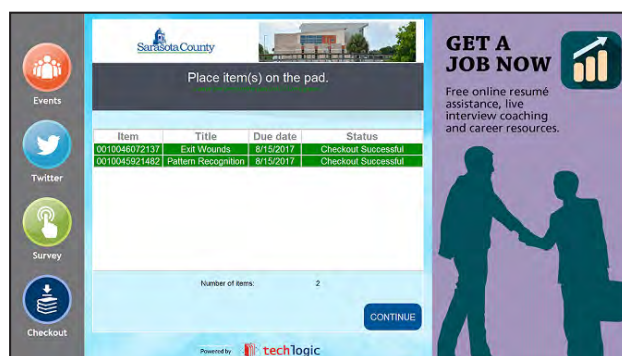 Events
Twitter
Survey
Checkout
Sarasota County
Place item(s) on the pad.
Item Title Due date Status
0010046072137 Exit Wounds 8/15/2017 Checkout Successful
0010045921482 Pattern Recognition 8/15/2017 Checkout Successful
Number of items: 2
CONTINUE
Powered by techlogic
GET A
JOB NOW
Free online resumé
assistance, live
interview coaching
and career resources.